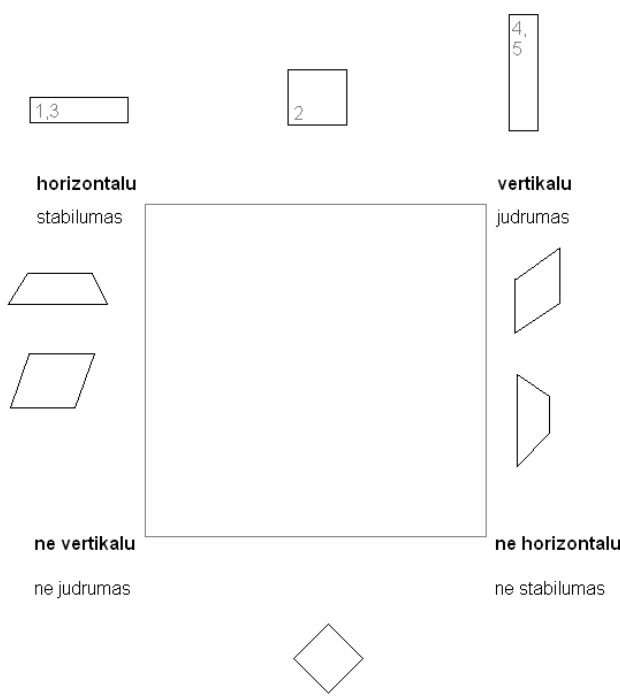 4,
5
1,3
2
horizontalu
vertikalu
stabilumas
judrumas
ne vertikalu
ne horizontalu
ne judrumas
ne stabilumas